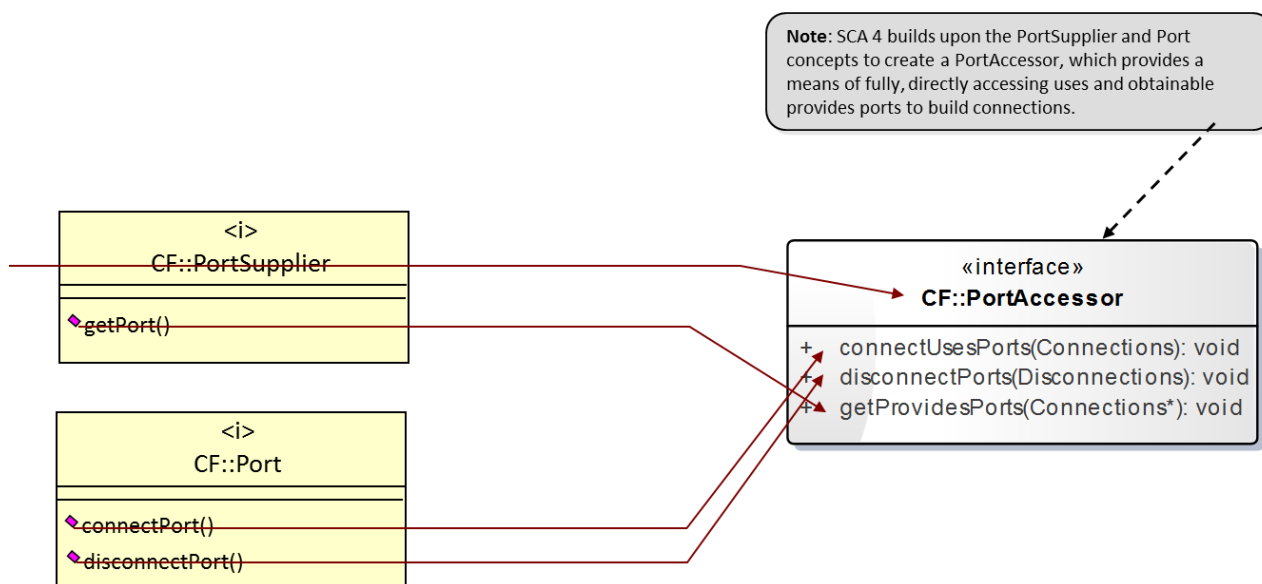 Note: SCA 4 builds upon the PortSupplier and Port
concepts to create a PortAccessor, which provides a
means of fully, directly accessing uses and obtainable
provides ports to build connections.
<i>
CF::PortSupplier
getPort()
<i>
CF::Port
connectPort()
disconnectPort()
«interface»
CF::PortAccessor
+ connectUsesPorts(Connections): void
+ disconnectPorts(Disconnections): void
+ getProvidesPorts(Connections*): void